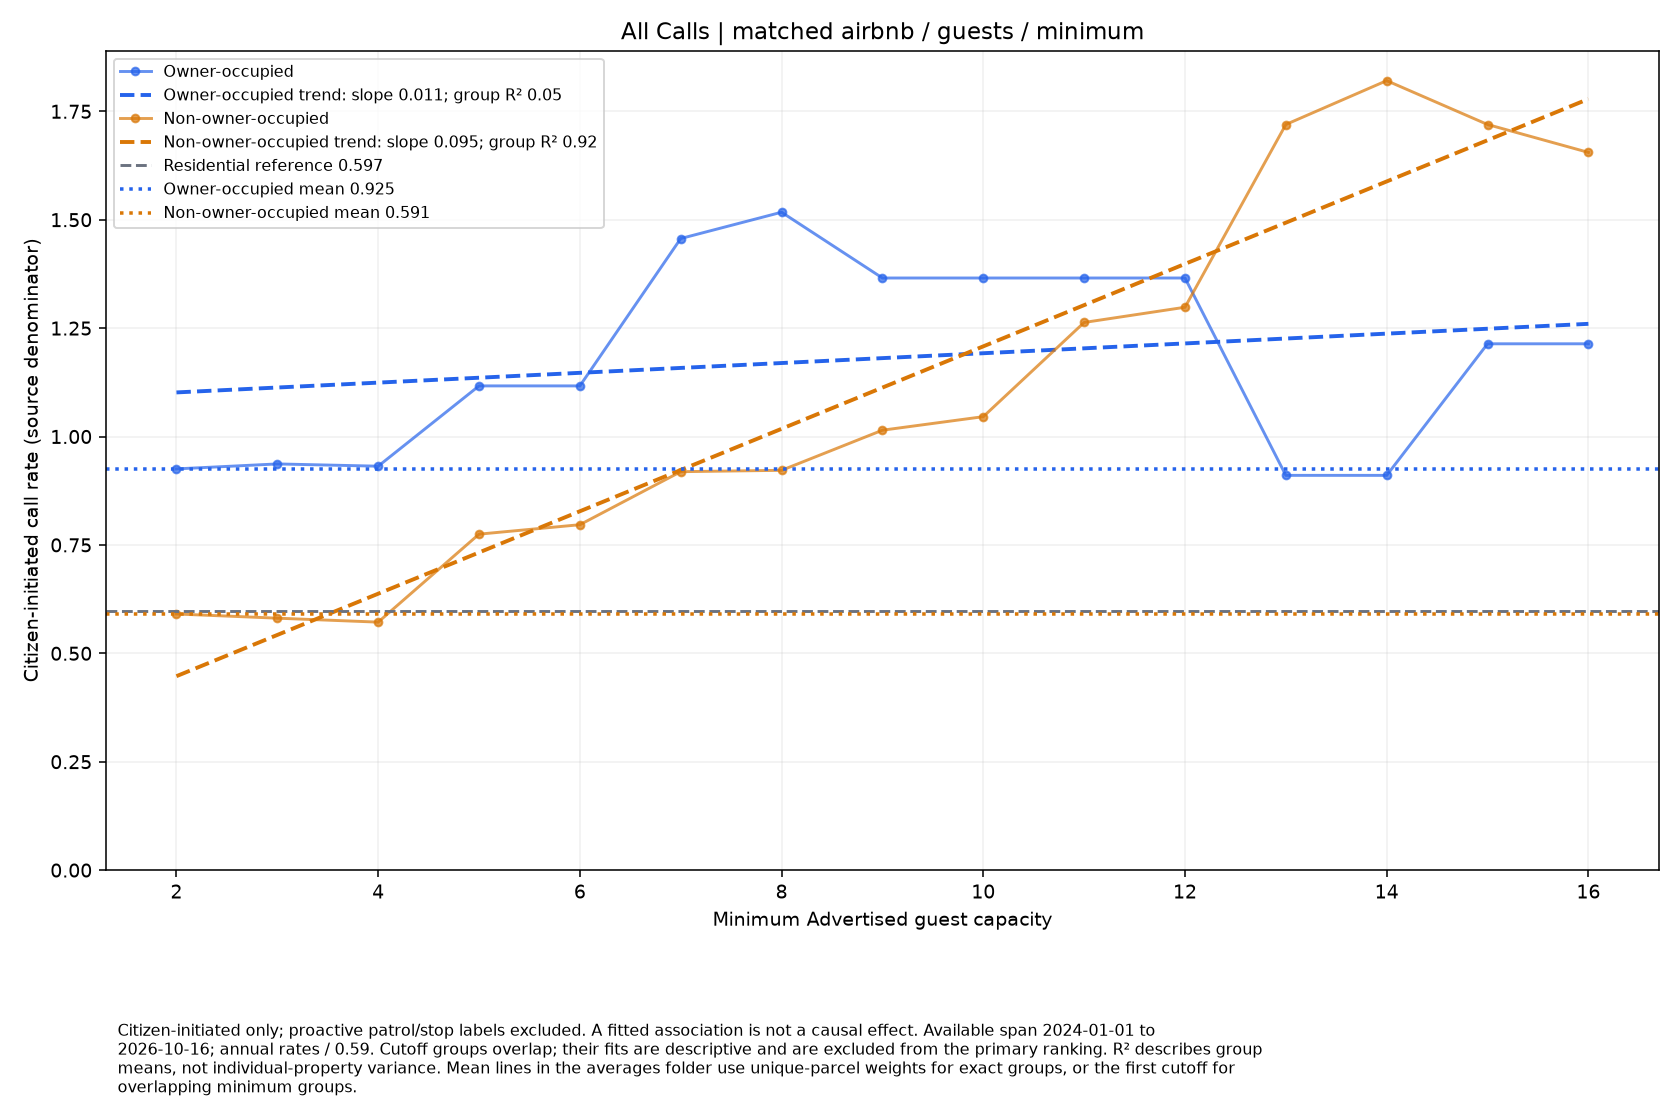 All Calls | matched airbnb / guests / minimum
Owner-occupied
Owner-occupied trend: slope 0.011; group R² 0.05
Non-owner-occupied
Non-owner-occupied trend: slope 0.095; group R² 0.92
Residential reference 0.597
Owner-occupied mean 0.925
Non-owner-occupied mean 0.591
Citizen-initiated call rate (source denominator)
1.75
1.50
1.25
1.00
0.75
0.50
0.25
0.00
2 4 6 8 10 12 14 16
Minimum Advertised guest capacity
Citizen-initiated only; proactive patrol/stop labels excluded. A fitted association is not a causal effect. Available span 2024-01-01 to
2026-10-16; annual rates / 0.59. Cutoff groups overlap; their fits are descriptive and are excluded from the primary ranking. R² describes group
means, not individual-property variance. Mean lines in the averages folder use unique-parcel weights for exact groups, or the first cutoff for
overlapping minimum groups.